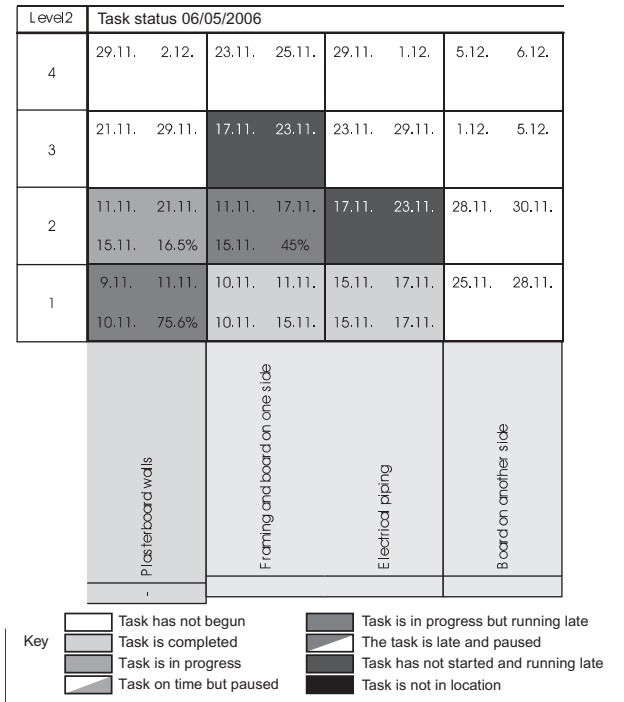 Level2 Task status 06/05/2006
4 29.11. 2.12. 23.11. 25.11. 29.11. 1.12. 5.12. 6.12.
3 21.11. 29.11. 17.11. 23.11. 23.11. 29.11. 1.12. 5.12.
2 11.11. 21.11. 11.11. 17.11. 17.11. 23.11. 28.11. 30.11.
15.11. 16.5% 15.11. 45%
1 9.11. 11.11. 10.11. 11.11. 15.11. 17.11. 25.11. 28.11.
10.11. 75.6% 10.11. 15.11. 15.11. 17.11.
Plasterboard walls
Framing and board on one side
Electrical piping
Board on another side
-
Key
Task has not begun
Task is completed
Task is in progress
Task on time but paused
Task is in progress but running late
The task is late and paused
Task has not started and running late
Task is not in location